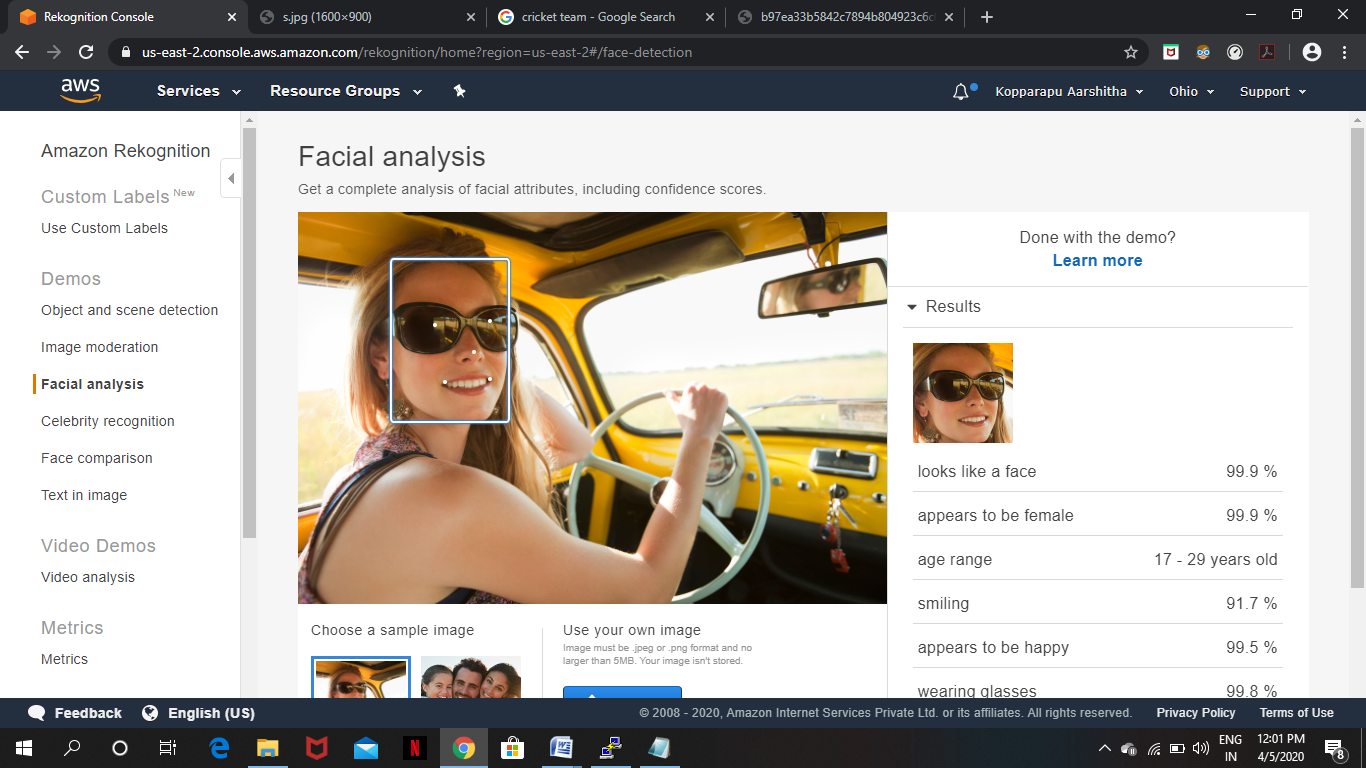 Rekognition Console
s.jpg (1600×900)
cricket team - Google Search
b97ea33b5842c7894b804923c6c
us-east-2.console.aws.amazon.com/rekognition/home?region=us-east-2#/face-detection
aws
Services
Resource Groups
Kopparapu Aarshitha
Ohio
Support
Amazon Rekognition
Custom Labels New
Use Custom Labels
Demos
Object and scene detection
Image moderation
Facial analysis
Celebrity recognition
Face comparison
Text in image
Video Demos
Video analysis
Metrics
Metrics
Facial analysis
Get a complete analysis of facial attributes, including confidence scores.
Choose a sample image
Use your own image
Image must be .jpeg or .png format and no
larger than 5MB. Your image isn't stored.
Done with the demo?
Learn more
Results
looks like a face 99.9 %
appears to be female 99.9 %
age range 17 - 29 years old
smiling 91.7 %
appears to be happy 99.5 %
wearing glasses 99.8 %
Feedback
English (US)
© 2008 - 2020, Amazon Internet Services Private Ltd. or its affiliates. All rights reserved.
Privacy Policy
Terms of Use
ENG
IN
12:01 PM
4/5/2020
8